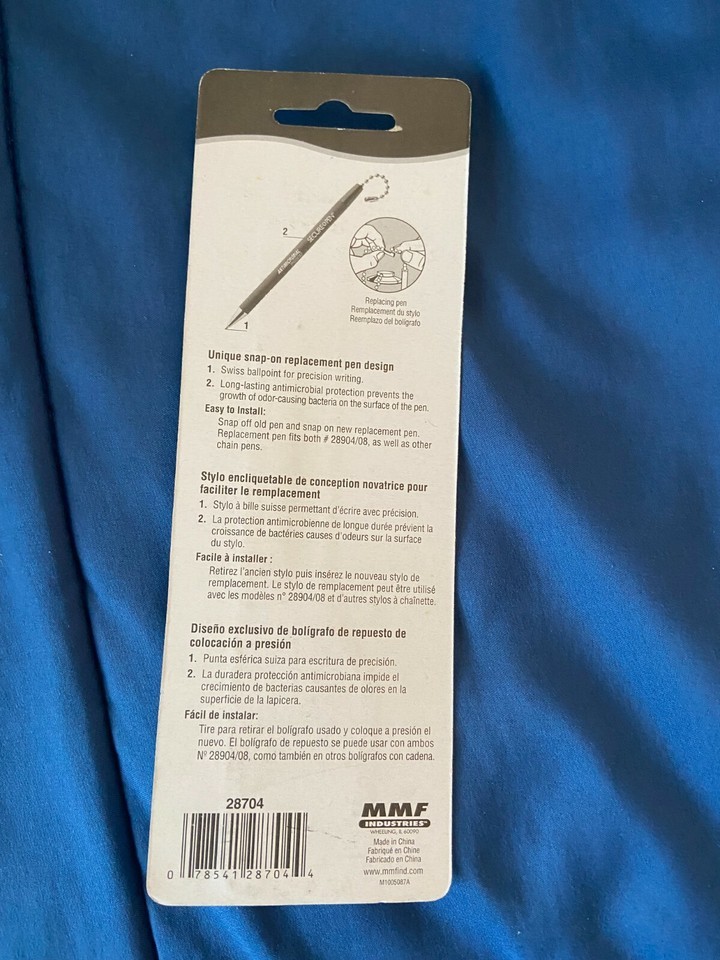 ANTIMICROBIAL SECURE-A-PEN
2
1
Replacing pen
Remplacement du stylo
Reemplazo del bolígrafo
Unique snap-on replacement pen design
1. Swiss ballpoint for precision writing.
2. Long-lasting antimicrobial protection prevents the
growth of odor-causing bacteria on the surface of the pen.
Easy to Install:
Snap off old pen and snap on new replacement pen.
Replacement pen fits both # 28904/08, as well as other
chain pens.
Stylo encliquetable de conception novatrice pour
faciliter le remplacement
1. Stylo à bille suisse permettant d'écrire avec précision.
2. La protection antimicrobienne de longue durée prévient la
croissance de bactéries causes d'odeurs sur la surface
du stylo.
Facile à installer :
Retirez l'ancien stylo puis insérez le nouveau stylo de
remplacement. Le stylo de remplacement peut être utilisé
avec les modèles n° 28904/08 et d'autres stylos à chaînette.
Diseño exclusivo de bolígrafo de repuesto de
colocación a presión
1. Punta esférica suiza para escritura de precisión.
2. La duradera protección antimicrobiana impide el
crecimiento de bacterias causantes de olores en la
superficie de la lapicera.
Fácil de instalar:
Tire para retirar el bolígrafo usado y coloque a presión el
nuevo. El bolígrafo de repuesto se puede usar con ambos
Nº 28904/08, como también en otros bolígrafos con cadena.
28704
0 78541 28704 4
MMF
INDUSTRIES
WHEELING, IL 60090
Made in China
Fabriqué en Chine
Fabricado en China
www.mmfind.com
M1005087A